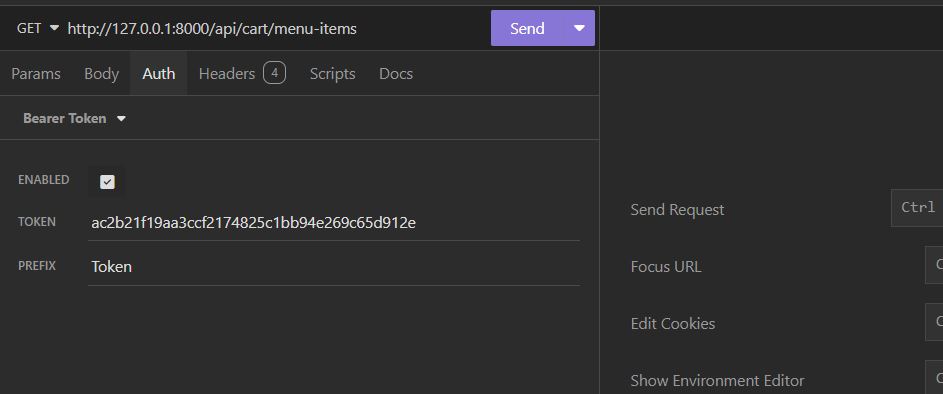 GET http://127.0.0.1:8000/api/cart/menu-items Send
Params Body Auth Headers 4 Scripts Docs
Bearer Token
ENABLED
TOKEN ac2b21f19aa3ccf2174825c1bb94e269c65d912e
PREFIX Token
Send Request Ctrl
Focus URL
Edit Cookies
Show Environment Editor